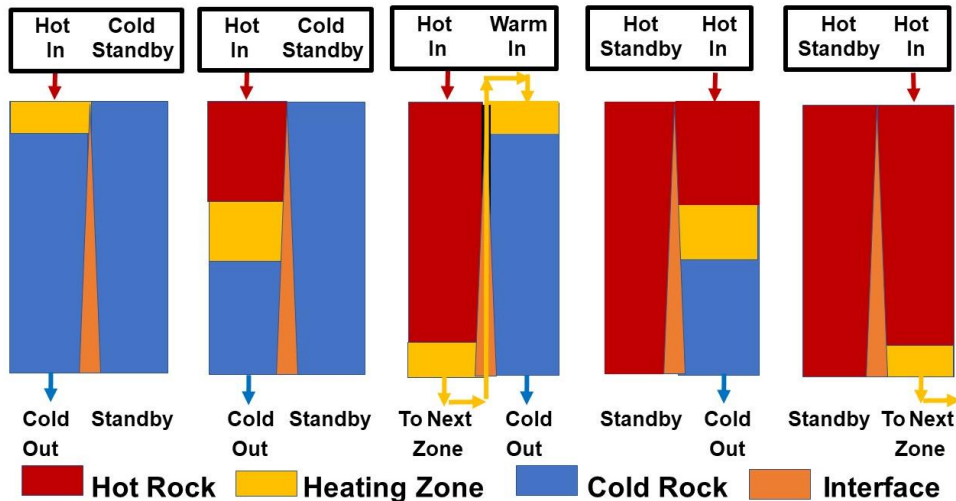 Hot Cold
In Standby
Hot Cold
In Standby
Hot Warm
In In
Hot Hot
Standby In
Hot Hot
Standby In
Cold Standby
Out
Cold Standby
Out
To Next Cold
Zone Out
Standby Cold
Out
Standby To Next
Zone
Hot Rock Heating Zone Cold Rock Interface